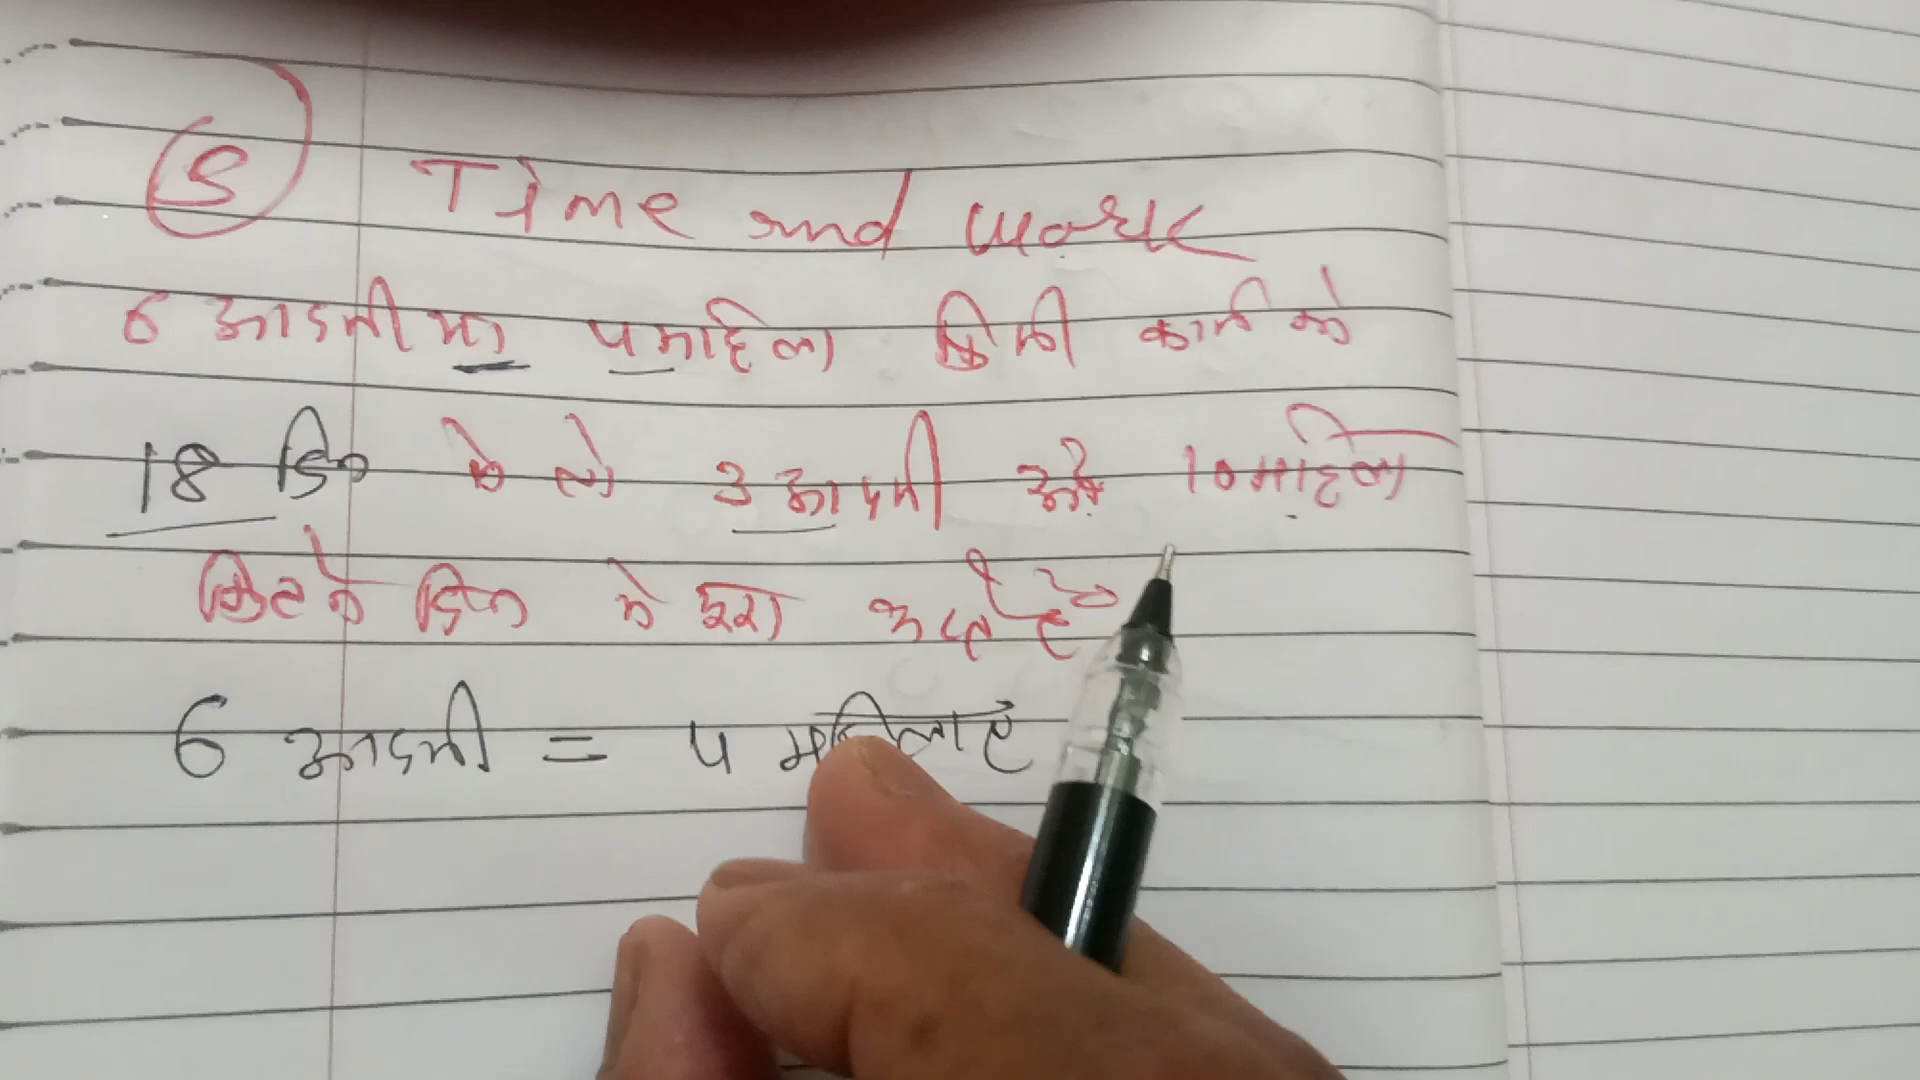 5 Time and work
6 आदमी या 4 महिला किसी कार्य को
18 दिन के तो 3 आदमी और 10 महिला
कितने दिन में पूरा करते है
6 आदमी = 4 महिलाएं